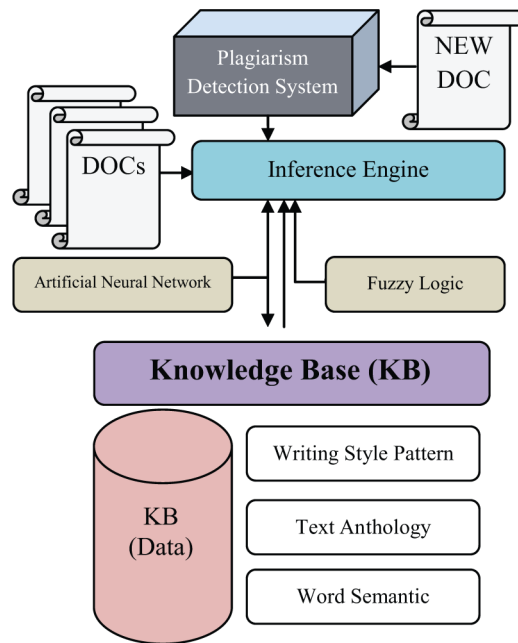 Plagiarism
Detection System
NEW
DOC
DOCs
Inference Engine
Artificial Neural Network
Fuzzy Logic
Knowledge Base (KB)
KB
(Data)
Writing Style Pattern
Text Anthology
Word Semantic